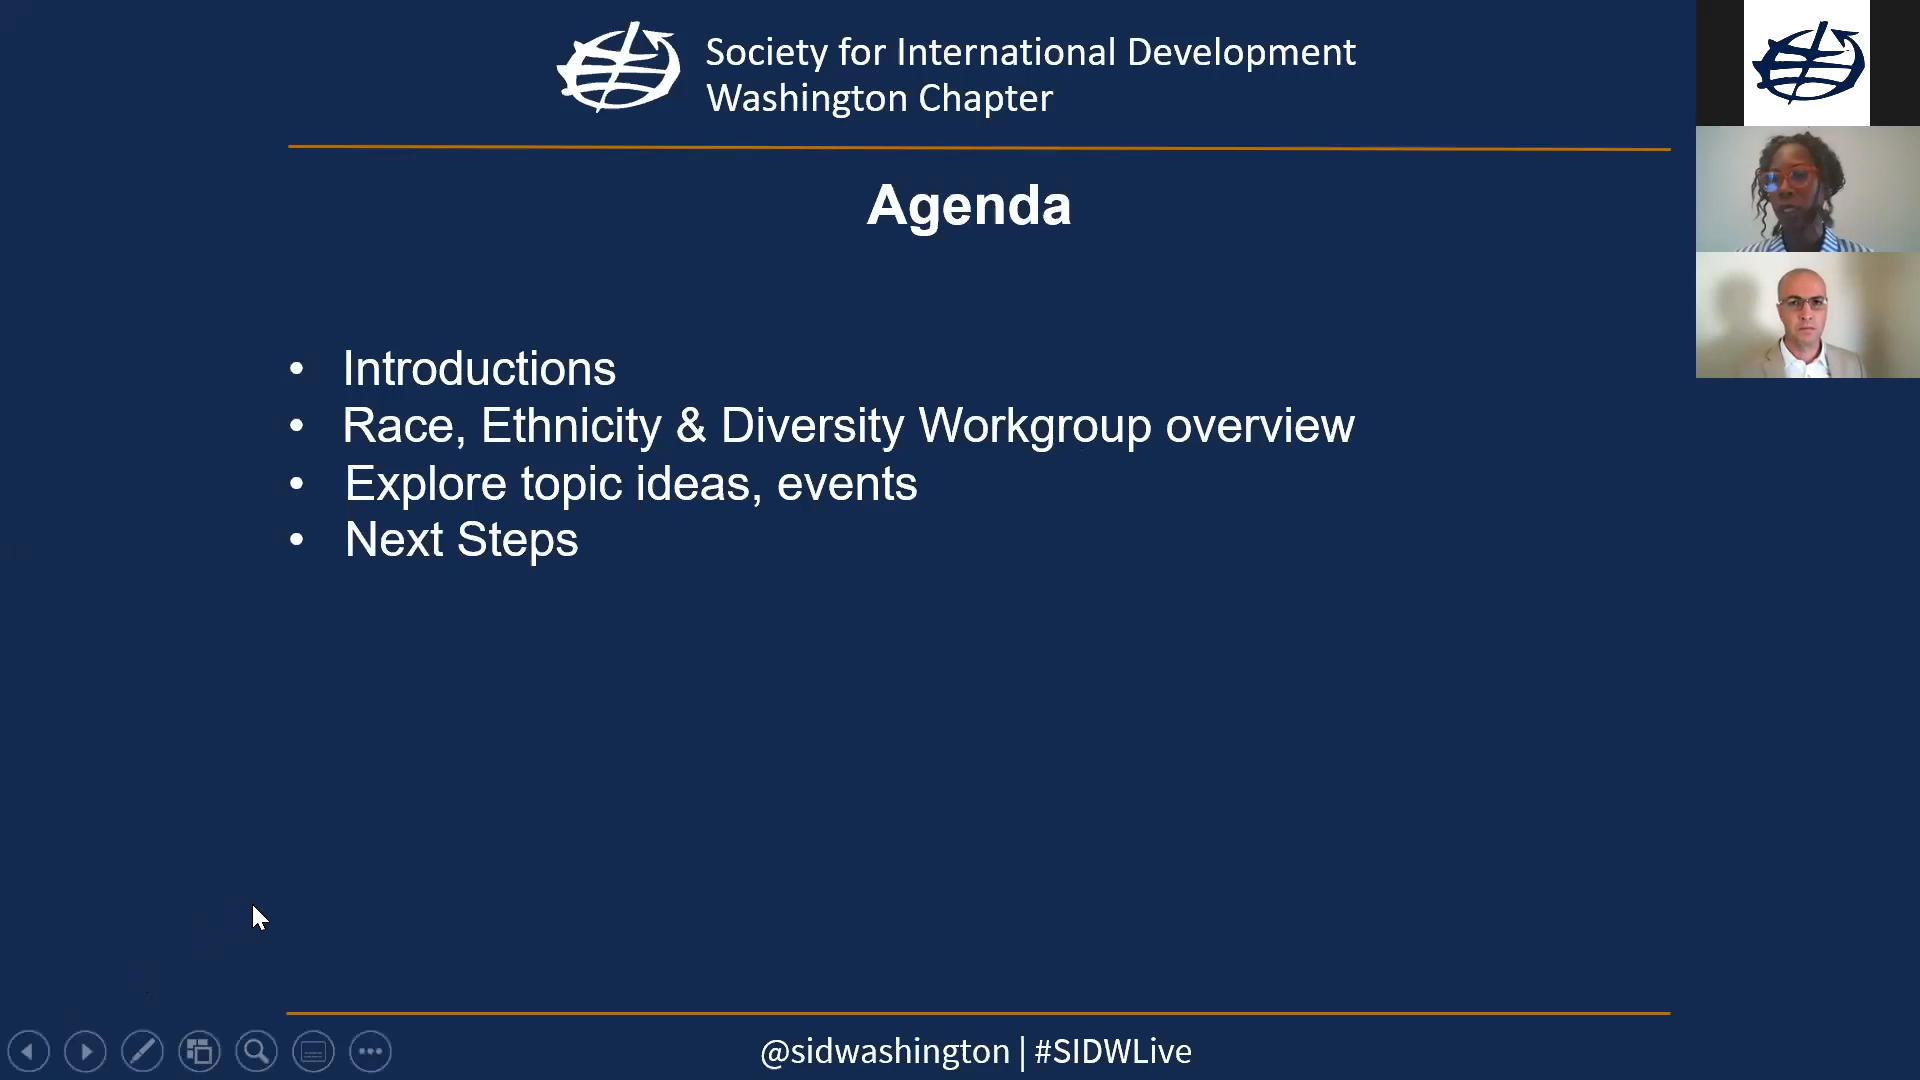 Society for International Development
Washington Chapter
Agenda
• Introductions
• Race, Ethnicity & Diversity Workgroup overview
• Explore topic ideas, events
• Next Steps
@sidwashington | #SIDWLive